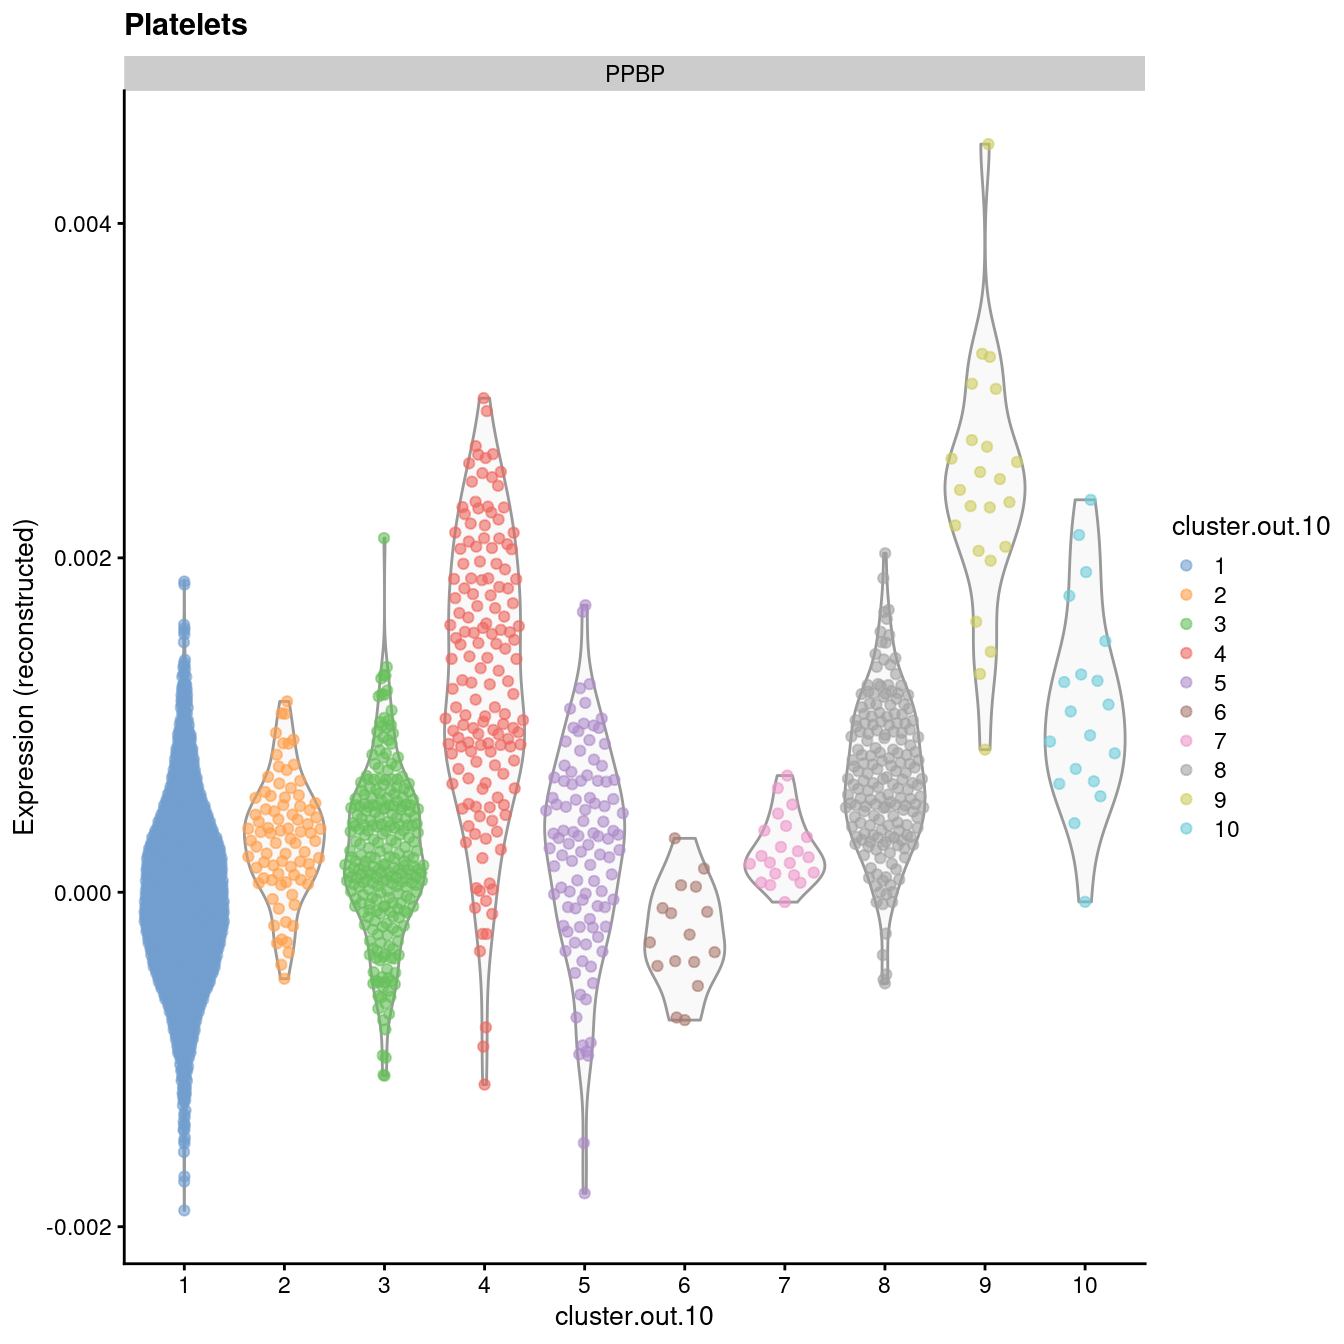 Platelets
PPBP
Expression (reconstructed)
0.004
0.002
0.000
-0.002
1 2 3 4 5 6 7 8 9 10
cluster.out.10
cluster.out.10
1
2
3
4
5
6
7
8
9
10